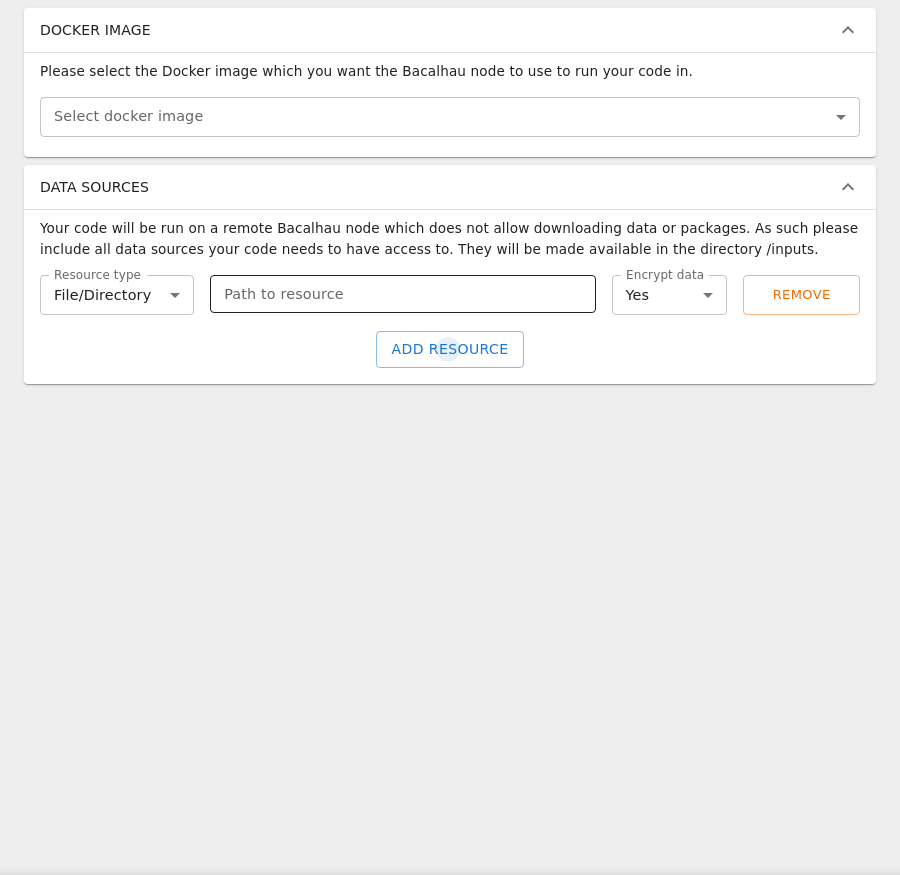 DOCKER IMAGE
Please select the Docker image which you want the Bacalhau node to use to run your code in.
Select docker image
DATA SOURCES
Your code will be run on a remote Bacalhau node which does not allow downloading data or packages. As such please
include all data sources your code needs to have access to. They will be made available in the directory /inputs.
Resource type
File/Directory
Path to resource
Encrypt data
Yes
REMOVE
ADD RESOURCE